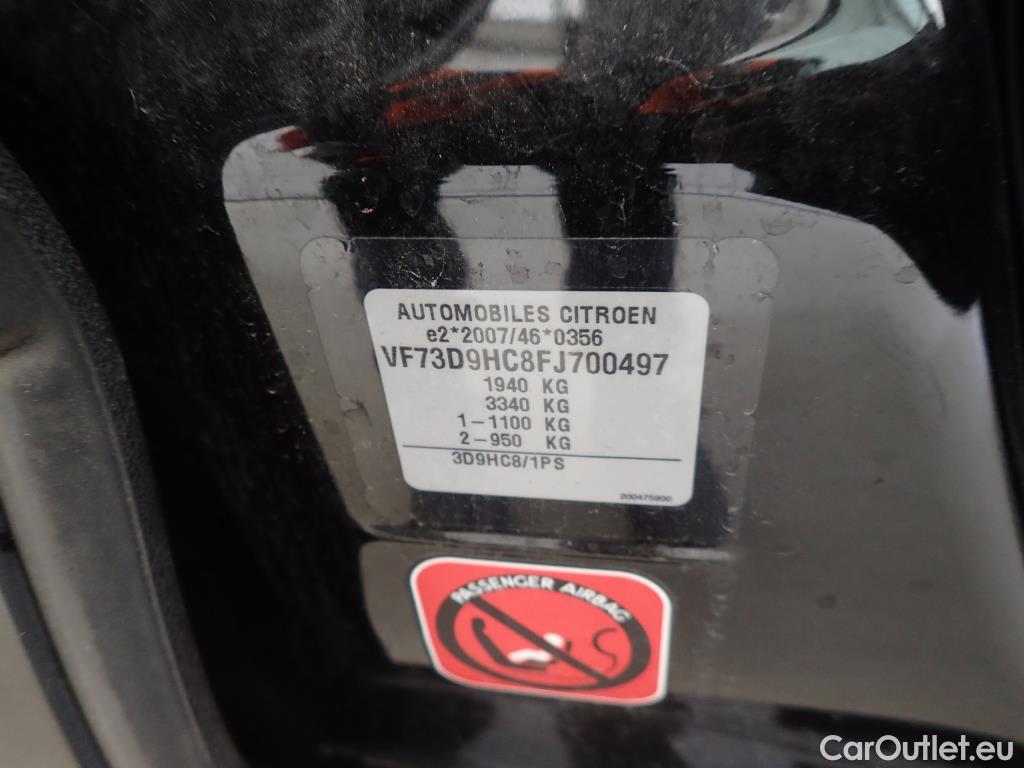 AUTOMOBILES CITROEN
e2*2007/46*0356
VF73D9HC8FJ700497
1940 KG
3340 KG
1-1100 KG
2-950 KG
3D9HC8/1PS
200475900
PASSENGER AIRBAG
CarOutlet.eu